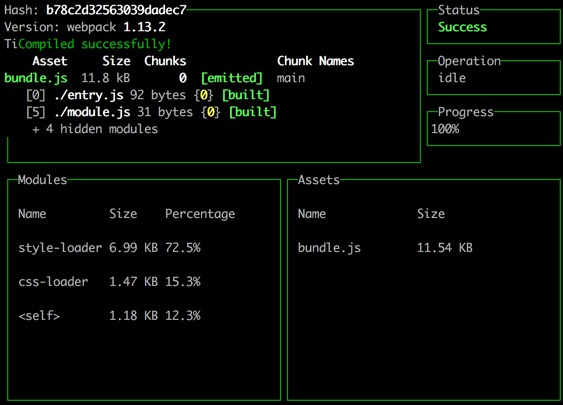 Hash: b78c2d32563039dadec7
Version: webpack 1.13.2
TiCompiled successfully!
Asset Size Chunks Chunk Names
bundle.js 11.8 kB 0 [emitted] main
[0] ./entry.js 92 bytes {0} [built]
[5] ./module.js 31 bytes {0} [built]
+ 4 hidden modules
Status
Success
Operation
idle
Progress
100%
Modules
Name Size Percentage
style-loader 6.99 KB 72.5%
css-loader 1.47 KB 15.3%
<self> 1.18 KB 12.3%
Assets
Name Size
bundle.js 11.54 KB